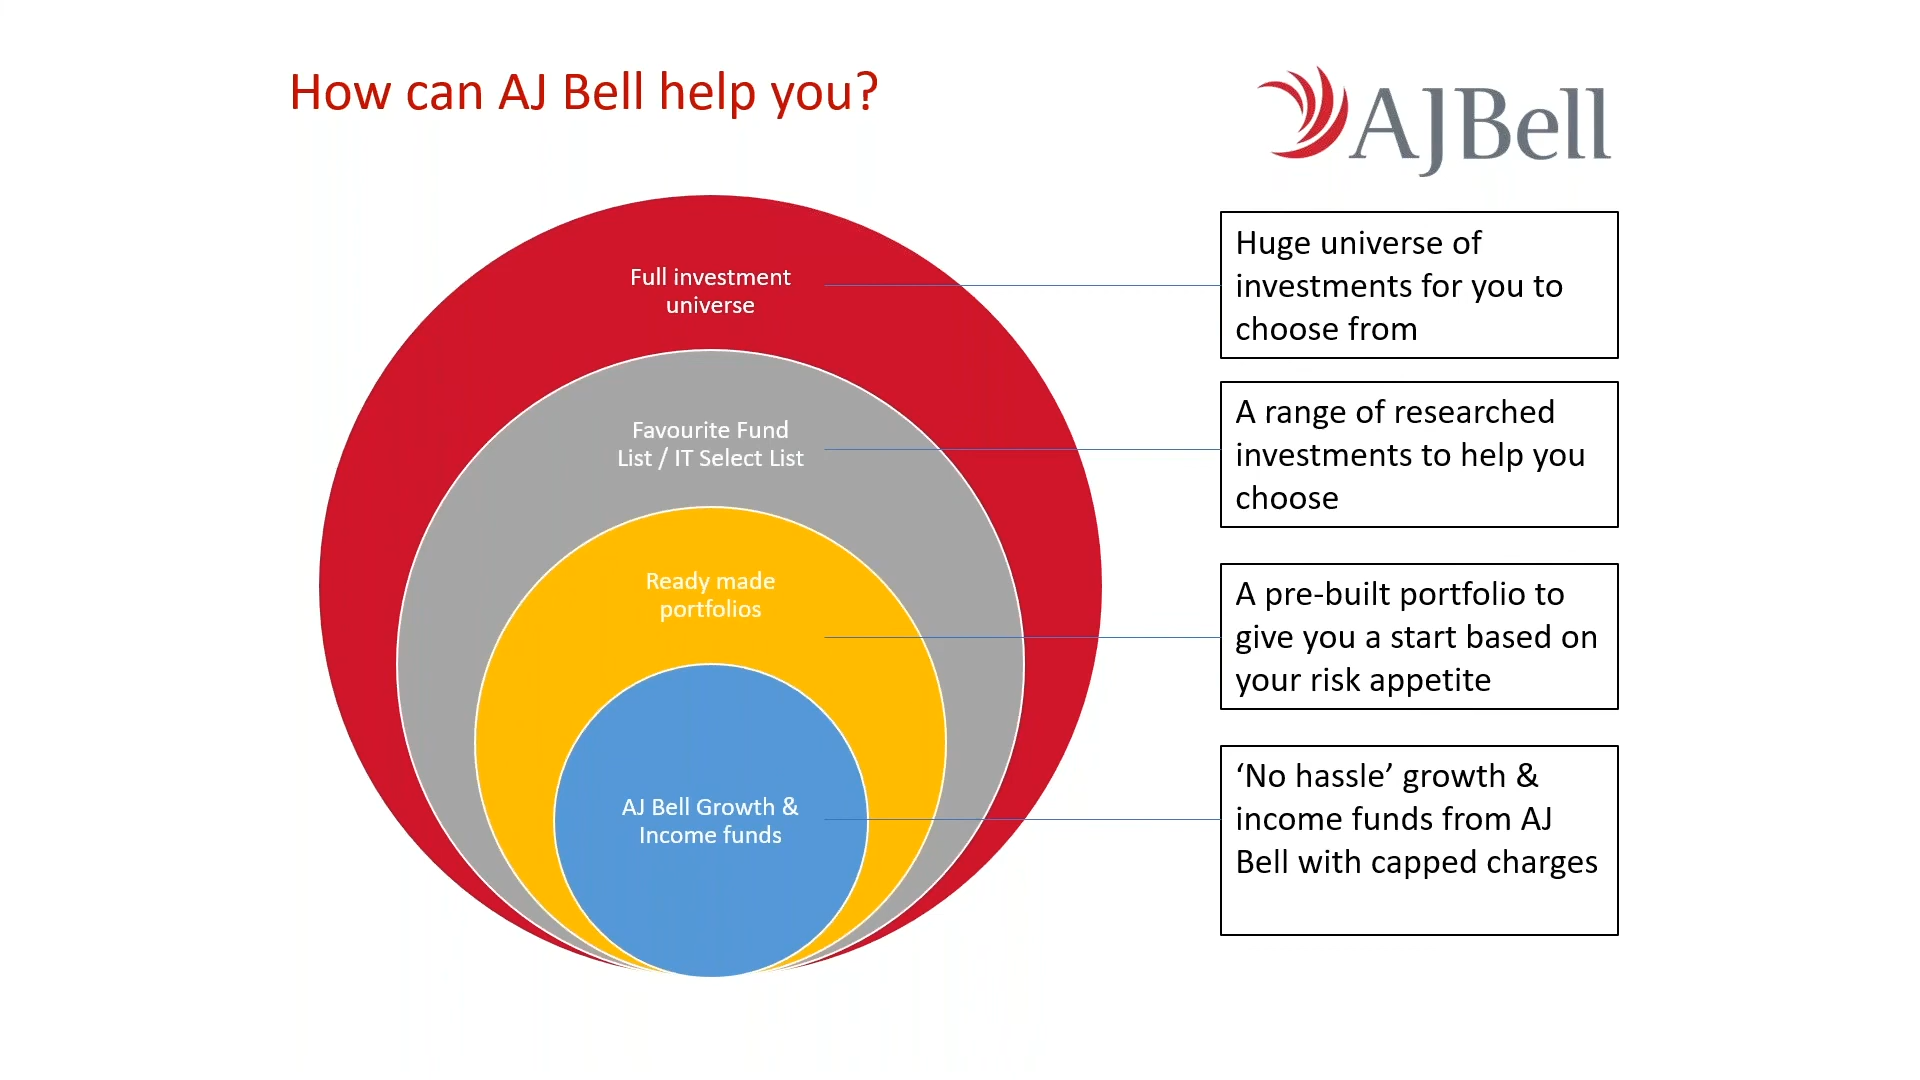 How can AJ Bell help you?
AJBell
Full investment
universe
Huge universe of
investments for you to
choose from
Favourite Fund
List / IT Select List
A range of researched
investments to help you
choose
Ready made
portfolios
A pre-built portfolio to
give you a start based on
your risk appetite
AJ Bell Growth &
Income funds
‘No hassle’ growth &
income funds from AJ
Bell with capped charges